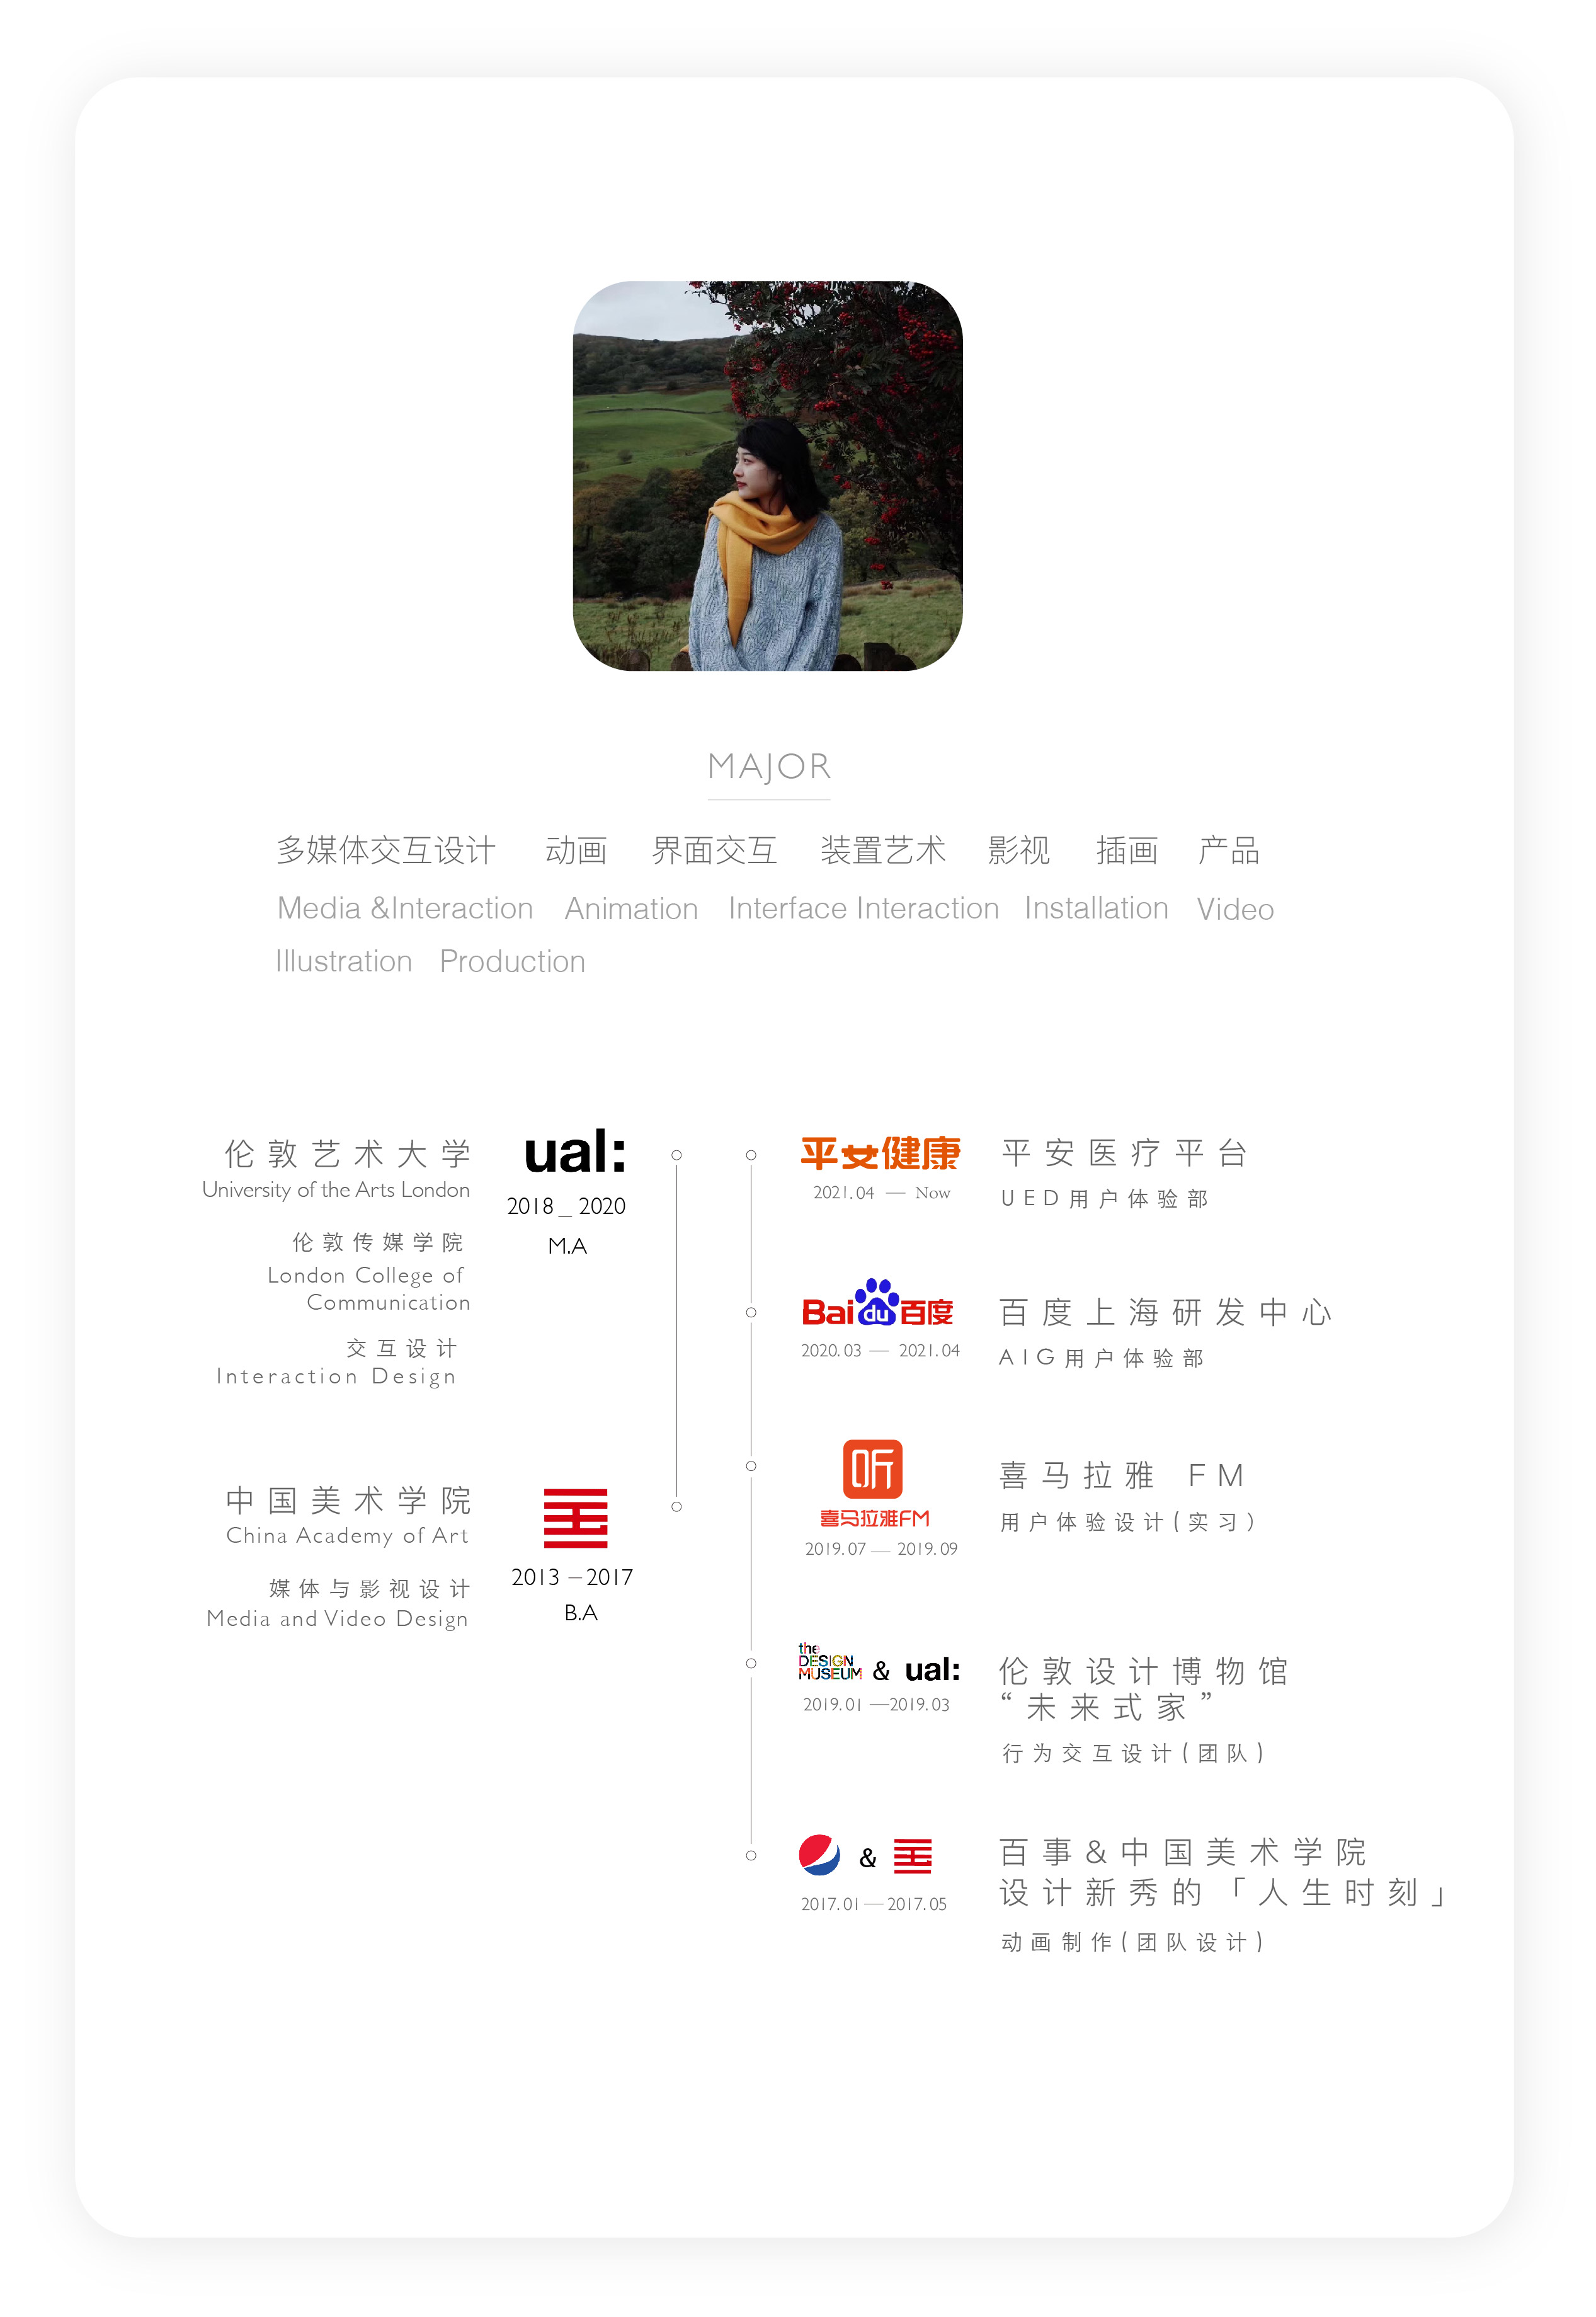 MAJOR
多媒体交互设计 动画 界面交互 装置艺术 影视 插画 产品
Media &Interaction Animation Interface Interaction Installation Video
Illustration Production
伦敦艺术大学
University of the Arts London
伦敦传媒学院
London College of
Communication
交互设计
Interaction Design
ual:
2018_ 2020
M.A
中国美术学院
China Academy of Art
媒体与影视设计
Media and Video Design
2013 —2017
B.A
平安健康
2021.04 — Now
平安医疗平台
UED用户体验部
Bai du 百度
2020.03 — 2021.04
百度上海研发中心
AIG用户体验部
听
喜马拉雅FM
2019.07 — 2019.09
喜马拉雅 FM
用户体验设计(实习)
the
DESIGN
MUSEUM & ual:
2019.01 —2019.03
伦敦设计博物馆
“未来式家”
行为交互设计(团队)
&
2017.01—2017.05
百事&中国美术学院
设计新秀的「人生时刻」
动画制作(团队设计)